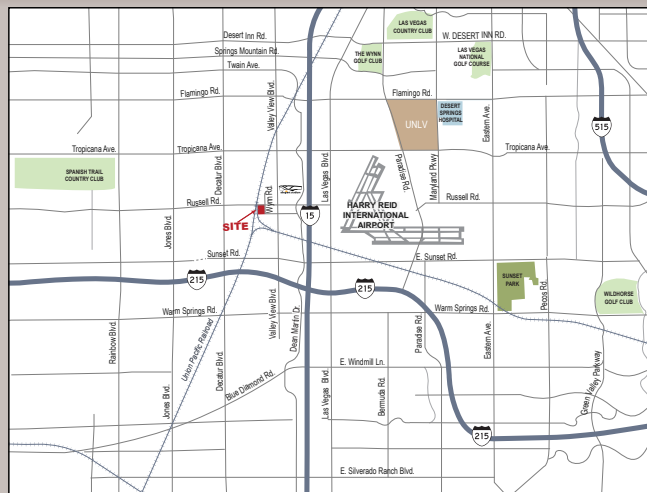 LAS VEGAS
COUNTRY CLUB
Desert Inn Rd.
W. DESERT INN RD.
Springs Mountain Rd.
THE WYNN
GOLF CLUB
LAS VEGAS
NATIONAL
GOLF COURSE
Twain Ave.
Flamingo Rd.
Flamingo Rd.
Valley View Blvd.
DESERT
SPRINGS
HOSPITAL
UNLV
Eastern Ave.
515
Tropicana Ave.
Tropicana Ave.
Tropicana Ave.
Decatur Blvd.
Las Vegas Blvd.
Paradise Rd.
Maryland Pkwy
SPANISH TRAIL
COUNTRY CLUB
Wynn Rd.
Russell Rd.
Russell Rd.
HARRY REID
INTERNATIONAL
AIRPORT
15
SITE
Jones Blvd.
Sunset Rd.
E. Sunset Rd.
215
215
SUNSET
PARK
Pecos Rd.
WILDHORSE
GOLF CLUB
Warm Springs Rd.
Warm Springs Rd.
Rainbow Blvd.
Union Pacific Railroad
Valley View Blvd.
Dean Martin Dr.
Paradise Rd.
Eastern Ave.
Decatur Blvd.
E. Windmill Ln.
Blue Diamond Rd.
Jones Blvd.
Las Vegas Blvd.
Bermuda Rd.
Green Valley Parkway
215
E. Silverado Ranch Blvd.